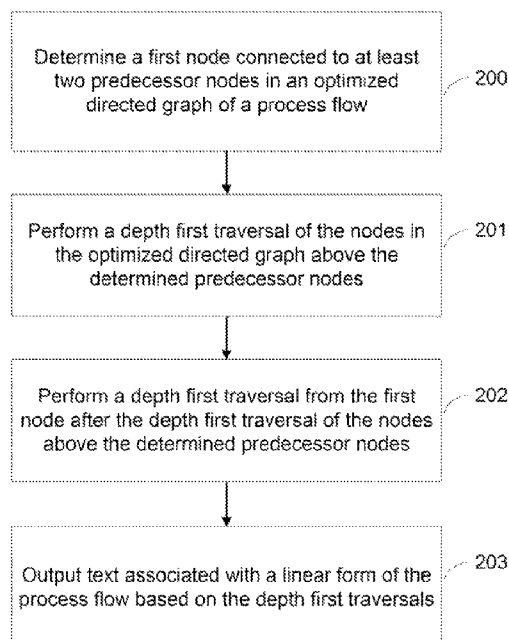 Determine a first node connected to at least
two predecessor nodes in an optimized
directed graph of a process flow
200
Perform a depth first traversal of the nodes in
the optimized directed graph above the
determined predecessor nodes
201
Perform a depth first traversal from the first
node after the depth first traversal of the nodes
above the determined predecessor nodes
202
Output text associated with a linear form of the
process flow based on the depth first traversals
203